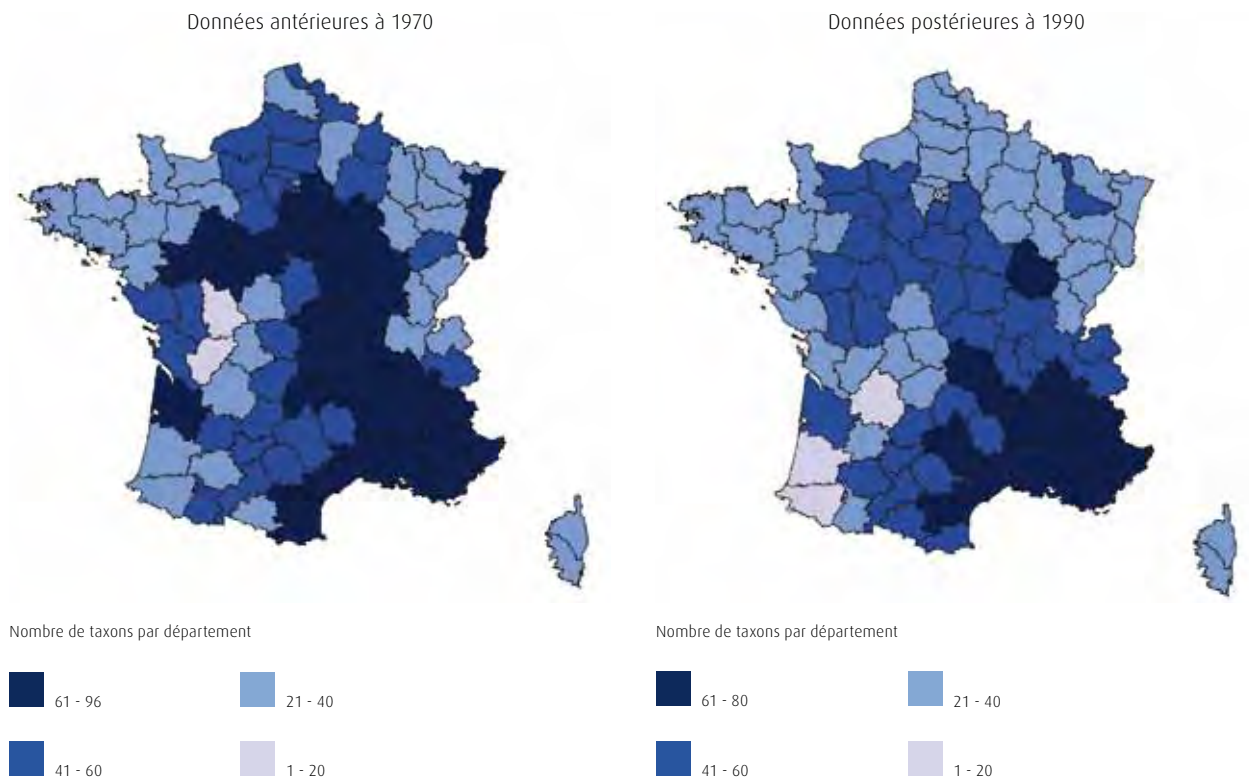 Données antérieures à 1970
Données postérieures à 1990
Nombre de taxons par département
61 - 96
21 - 40
41 - 60
1 - 20
Nombre de taxons par département
61 - 80
21 - 40
41 - 60
1 - 20